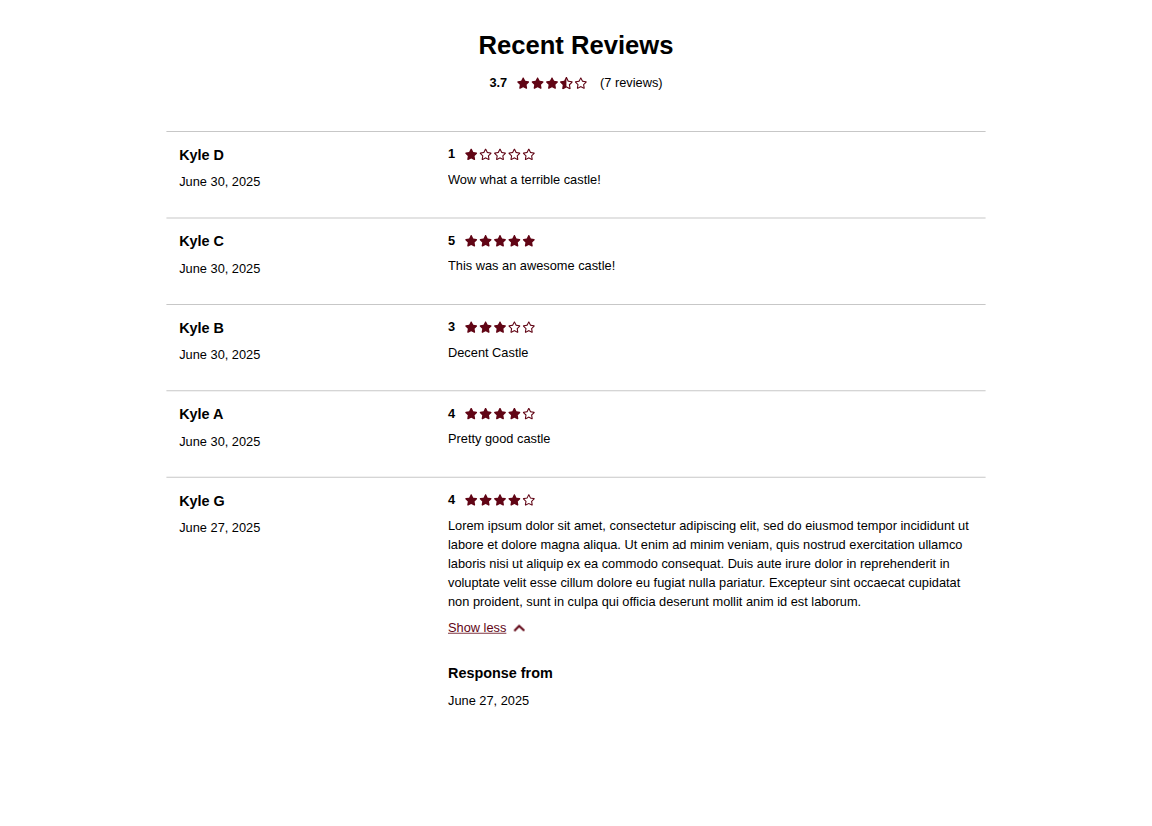 Recent Reviews
3.7 (7 reviews)
Kyle D
June 30, 2025
1
Wow what a terrible castle!
Kyle C
June 30, 2025
5
This was an awesome castle!
Kyle B
June 30, 2025
3
Decent Castle
Kyle A
June 30, 2025
4
Pretty good castle
Kyle G
June 27, 2025
4
Lorem ipsum dolor sit amet, consectetur adipiscing elit, sed do eiusmod tempor incididunt ut
labore et dolore magna aliqua. Ut enim ad minim veniam, quis nostrud exercitation ullamco
laboris nisi ut aliquip ex ea commodo consequat. Duis aute irure dolor in reprehenderit in
voluptate velit esse cillum dolore eu fugiat nulla pariatur. Excepteur sint occaecat cupidatat
non proident, sunt in culpa qui officia deserunt mollit anim id est laborum.
Show less
Response from
June 27, 2025